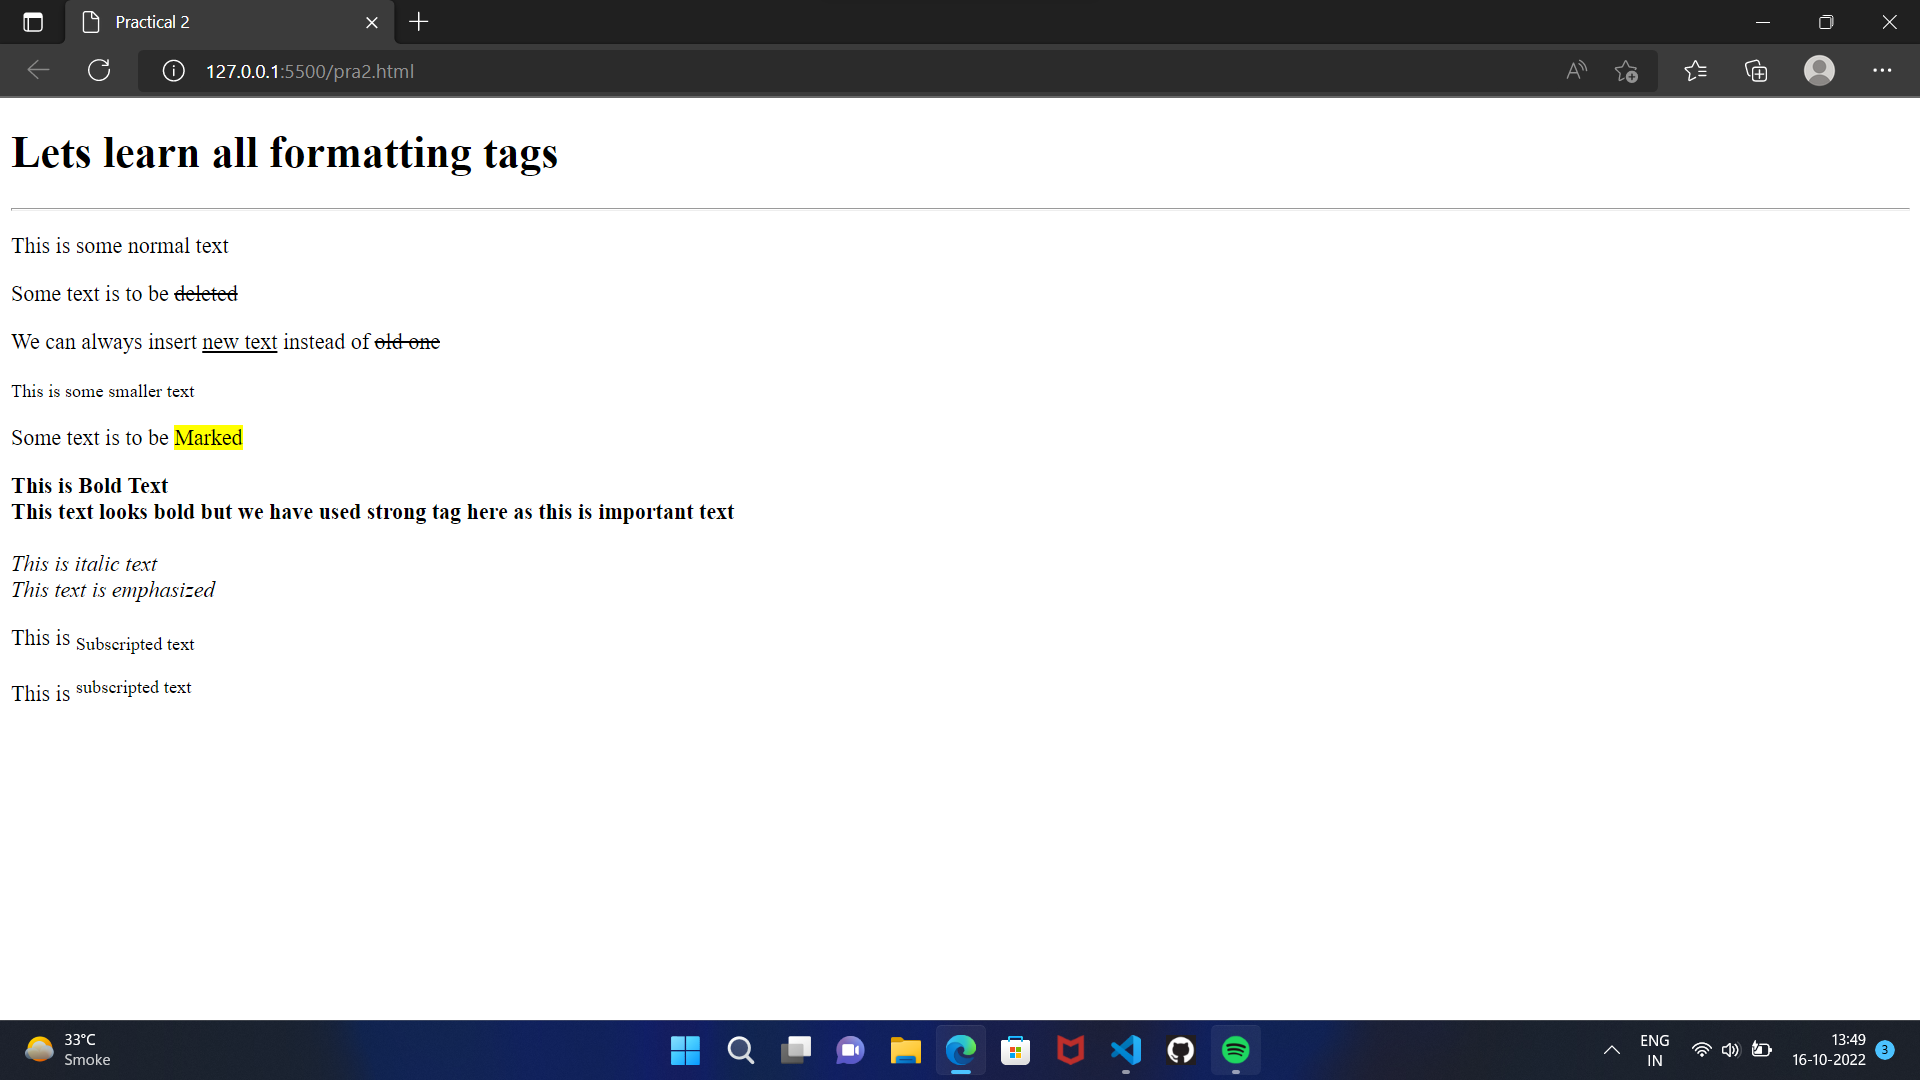 Practical 2
127.0.0.1:5500/pra2.html
Lets learn all formatting tags
This is some normal text
Some text is to be deleted
We can always insert new text instead of old one
This is some smaller text
Some text is to be Marked
This is Bold Text
This text looks bold but we have used strong tag here as this is important text
This is italic text
This text is emphasized
This is Subscripted text
This is subscripted text
33°C
Smoke
ENG
IN
13:49
16-10-2022
3